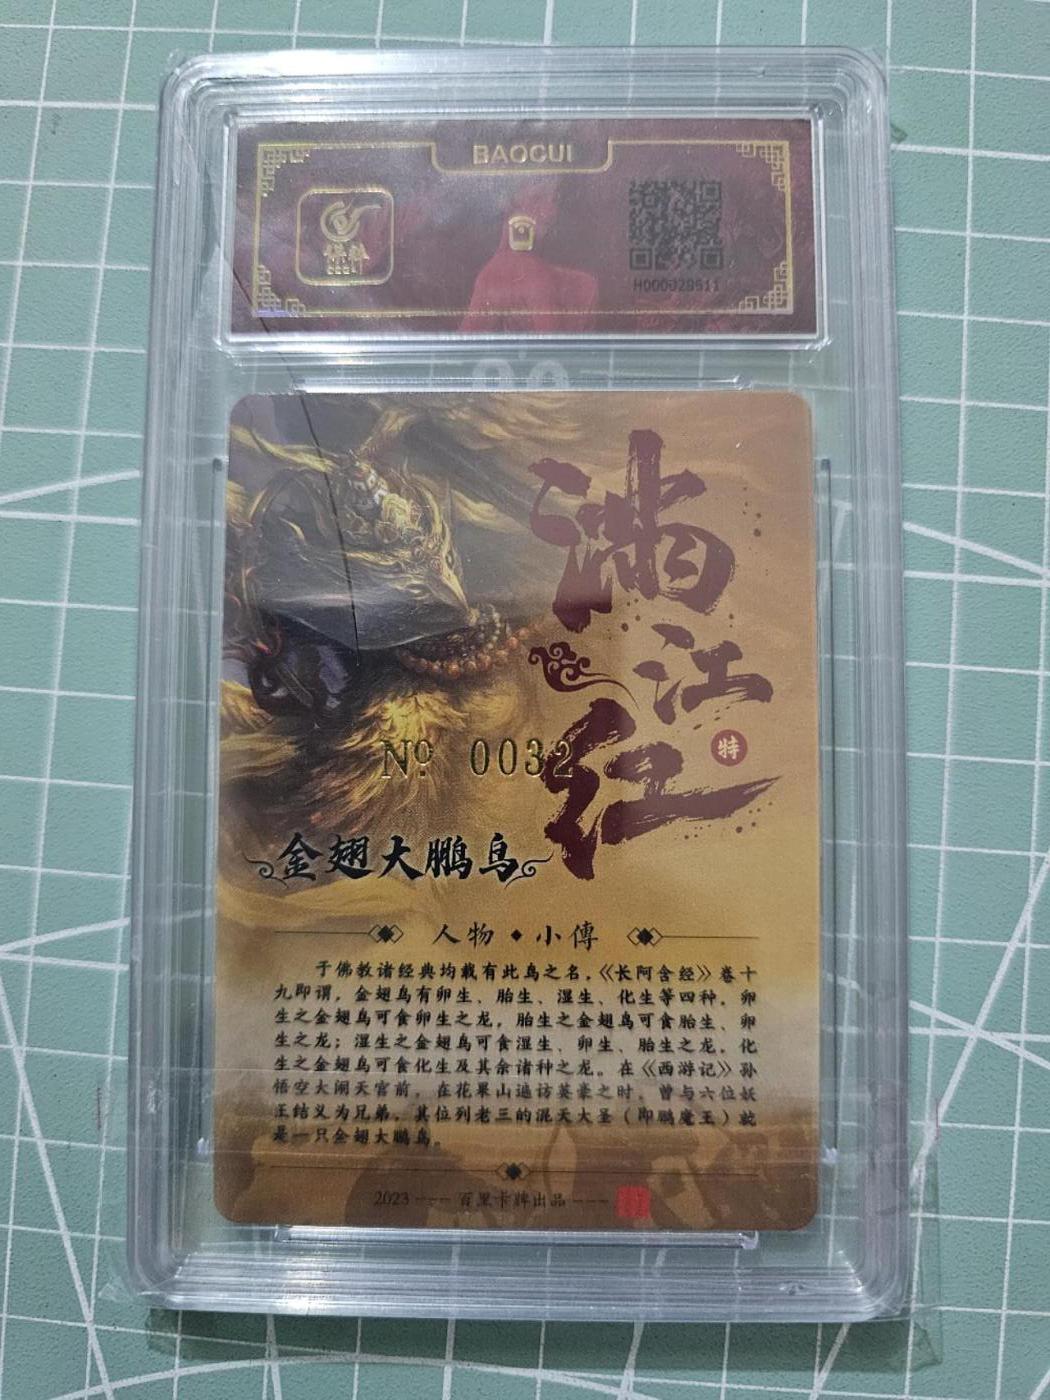 BAOCUI
保粹
H000028611
满江红
特
№ 0032
金翅大鹏鸟
人物·小傳
于佛教诸经典均载有此鸟之名,《长阿含经》卷十
九即谓,金翅鸟有卵生、胎生、湿生、化生等四种,卵
生之金翅鸟可食卵生之龙,胎生之金翅鸟可食胎生、卵
生之龙;湿生之金翅鸟可食湿生、卵生、胎生之龙,化
生之金翅鸟可食化生及其余诸种之龙。在《西游记》孙
悟空大闹天宫前,在花果山遍访英豪之时,曾与六位妖
王结义为兄弟,其位列老三的混天大圣(即鹏魔王)就
是一只金翅大鹏鸟。
2023 --- 百里卡牌出品 ---